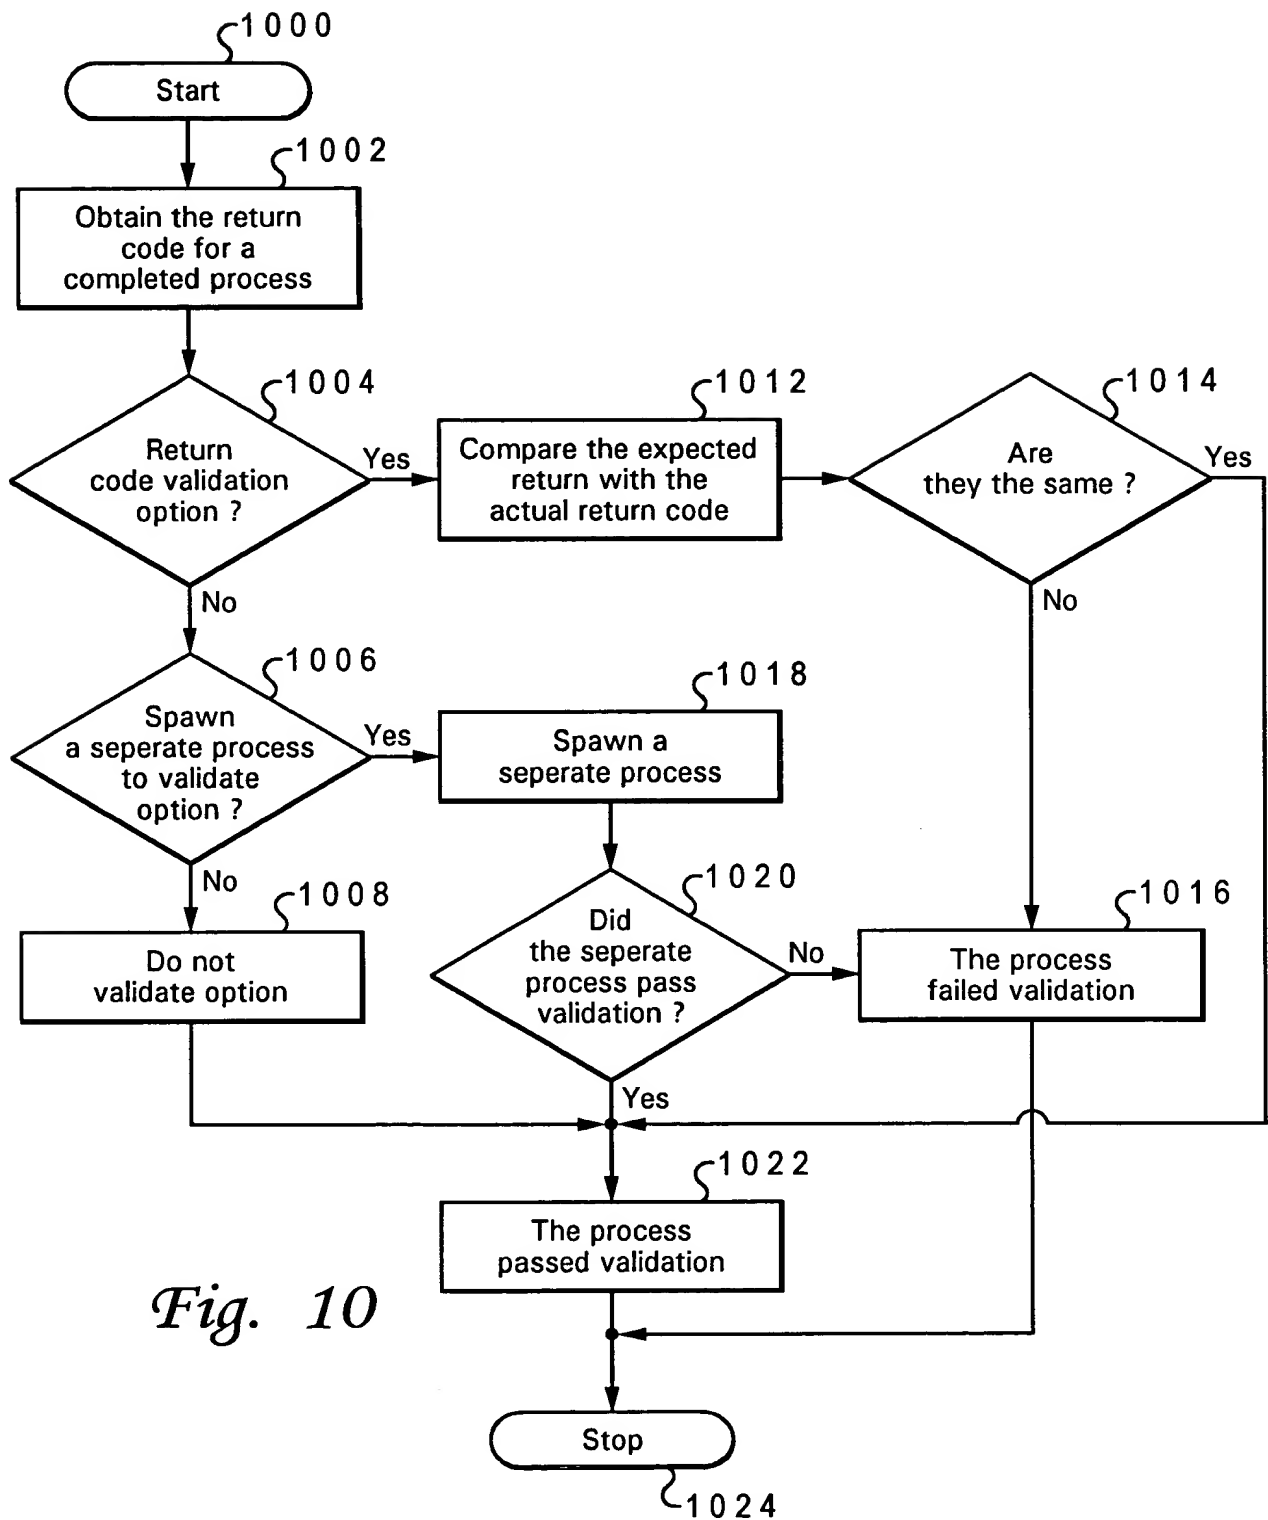 1000
Start
1002
Obtain the return
code for a
completed process
1004
Return
code validation
option ?
Yes
No
1012
Compare the expected
return with the
actual return code
1014
Are
they the same ?
Yes
No
1006
Spawn
a seperate process
to validate
option ?
Yes
No
1018
Spawn a
seperate process
1008
Do not
validate option
1020
Did
the seperate
process pass
validation ?
No
Yes
1016
The process
failed validation
1022
The process
passed validation
Fig. 10
Stop
1024